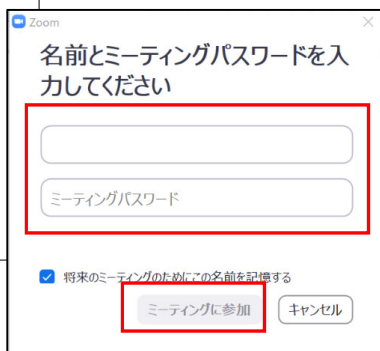 Zoom
名前とミーティングパスワードを入
力してください
ミーティングパスワード
将来のミーティングのためにこの名前を記憶する
ミーティングに参加 キャンセル